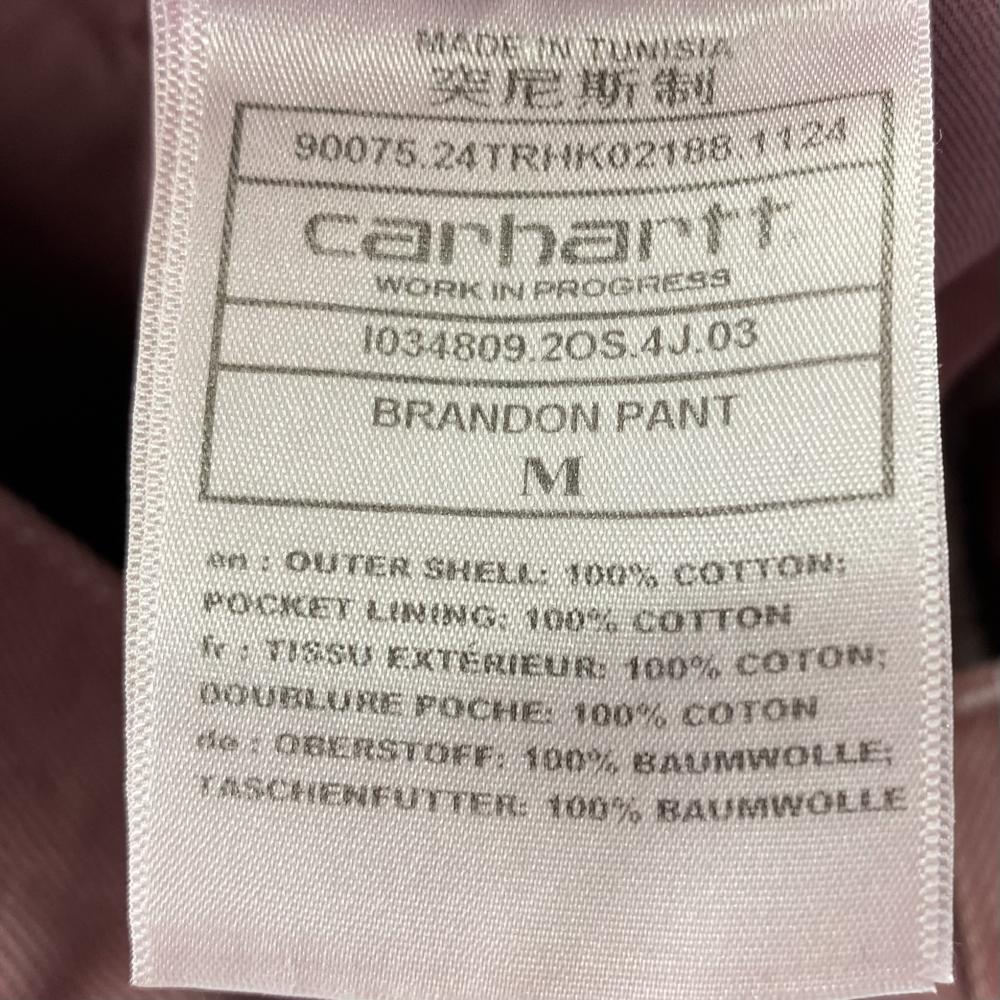 MADE IN TUNISIA
突尼斯制
90075.24TRHK02188.1124
carhartt
WORK IN PROGRESS
I034809.2OS.4J.03
BRANDON PANT
M
en : OUTER SHELL: 100% COTTON;
POCKET LINING: 100% COTTON
fr : TISSU EXTÉRIEUR: 100% COTON;
DOUBLURE POCHE: 100% COTON
de : OBERSTOFF: 100% BAUMWOLLE;
TASCHENFUTTER: 100% BAUMWOLLE